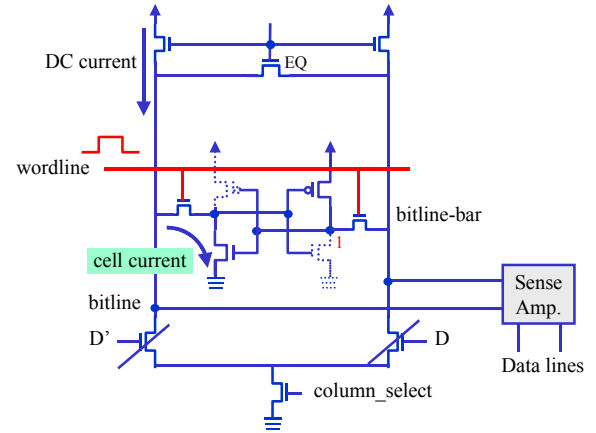 DC current
EQ
wordline
bitline-bar
1
cell current
bitline
Sense
Amp.
D’
D
Data lines
column_select